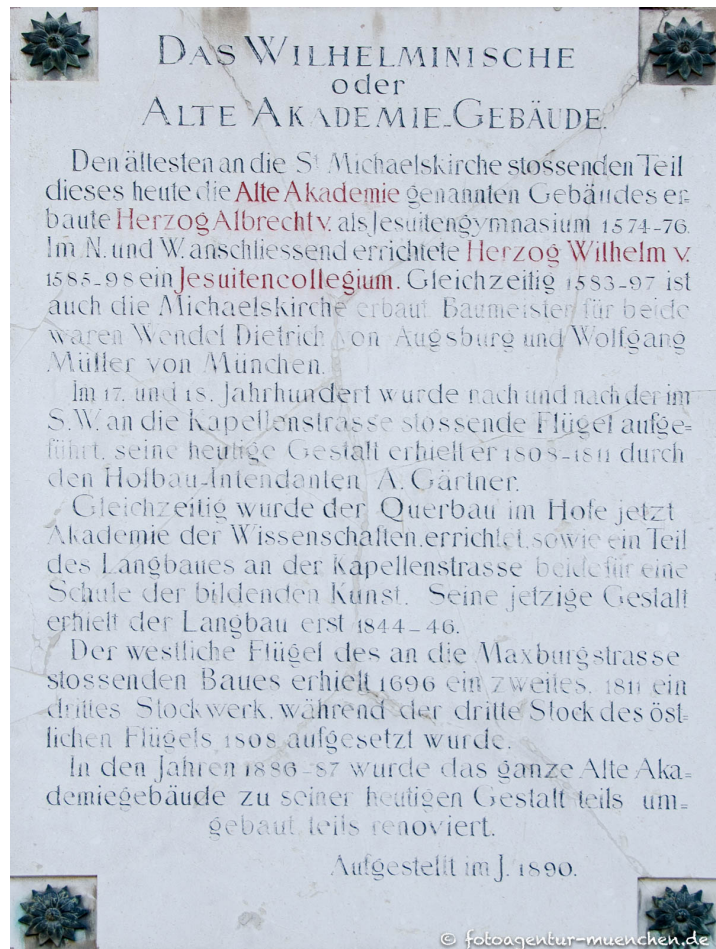 DAS WILHELMINISCHE
oder
ALTE AKADEMIE-GEBÄUDE.
Den ältesten an die St Michaelskirche stossenden Teil
dieses heute die Alte Akademie genannten Gebäudes er=
baute Herzog Albrecht V. als Jesuitengymnasium 1574-76.
Im N. und W. anschliessend errichtete Herzog Wilhelm V.
1585-98 ein Jesuitencollegium. Gleichzeitig 1583-97 ist
auch die Michaelskirche erbaut. Baumeister für beide
waren Wendel Dietrich von Augsburg und Wolfgang
Müller von München.
Im 17. und 18. Jahrhundert wurde nach und nach der im
S.W. an die Kapellenstrasse stossende Flügel aufge=
führt, seine heutige Gestalt erhielt er 1808-1811 durch
den Hofbau-Intendanten A. Gärtner.
Gleichzeitig wurde der Querbau im Hofe jetzt
Akademie der Wissenschaften, errichtet, sowie ein Teil
des Langbaues an der Kapellenstrasse beide für eine
Schule der bildenden Kunst. Seine jetzige Gestalt
erhielt der Langbau erst 1844-46.
Der westliche Flügel des an die Maxburgstrasse
stossenden Baues erhielt 1696 ein zweites, 1811 ein
drittes Stockwerk, während der dritte Stock des öst=
lichen Flügels 1808 aufgesetzt wurde.
In den Jahren 1886-87 wurde das ganze Alte Aka=
demiegebäude zu seiner heutigen Gestalt teils um=
gebaut teils renoviert.
Aufgestellt im J. 1890.
© fotoagentur-muenchen.de